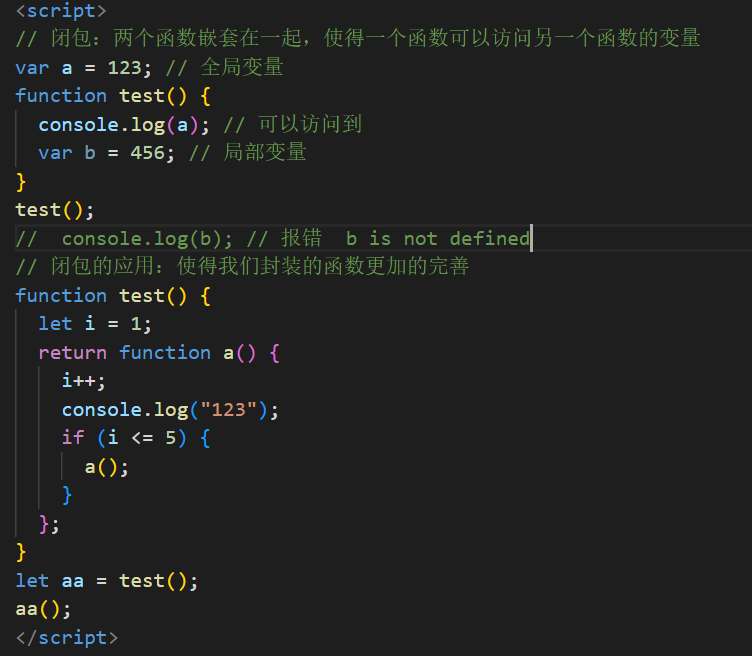 <script>
// 闭包：两个函数嵌套在一起，使得一个函数可以访问另一个函数的变量
var a = 123; // 全局变量
function test() {
  console.log(a); // 可以访问到
  var b = 456; // 局部变量
}
test();
//  console.log(b); // 报错  b is not defined
// 闭包的应用：使得我们封装的函数更加的完善
function test() {
  let i = 1;
  return function a() {
    i++;
    console.log("123");
    if (i <= 5) {
      a();
    }
  };
}
let aa = test();
aa();
</script>